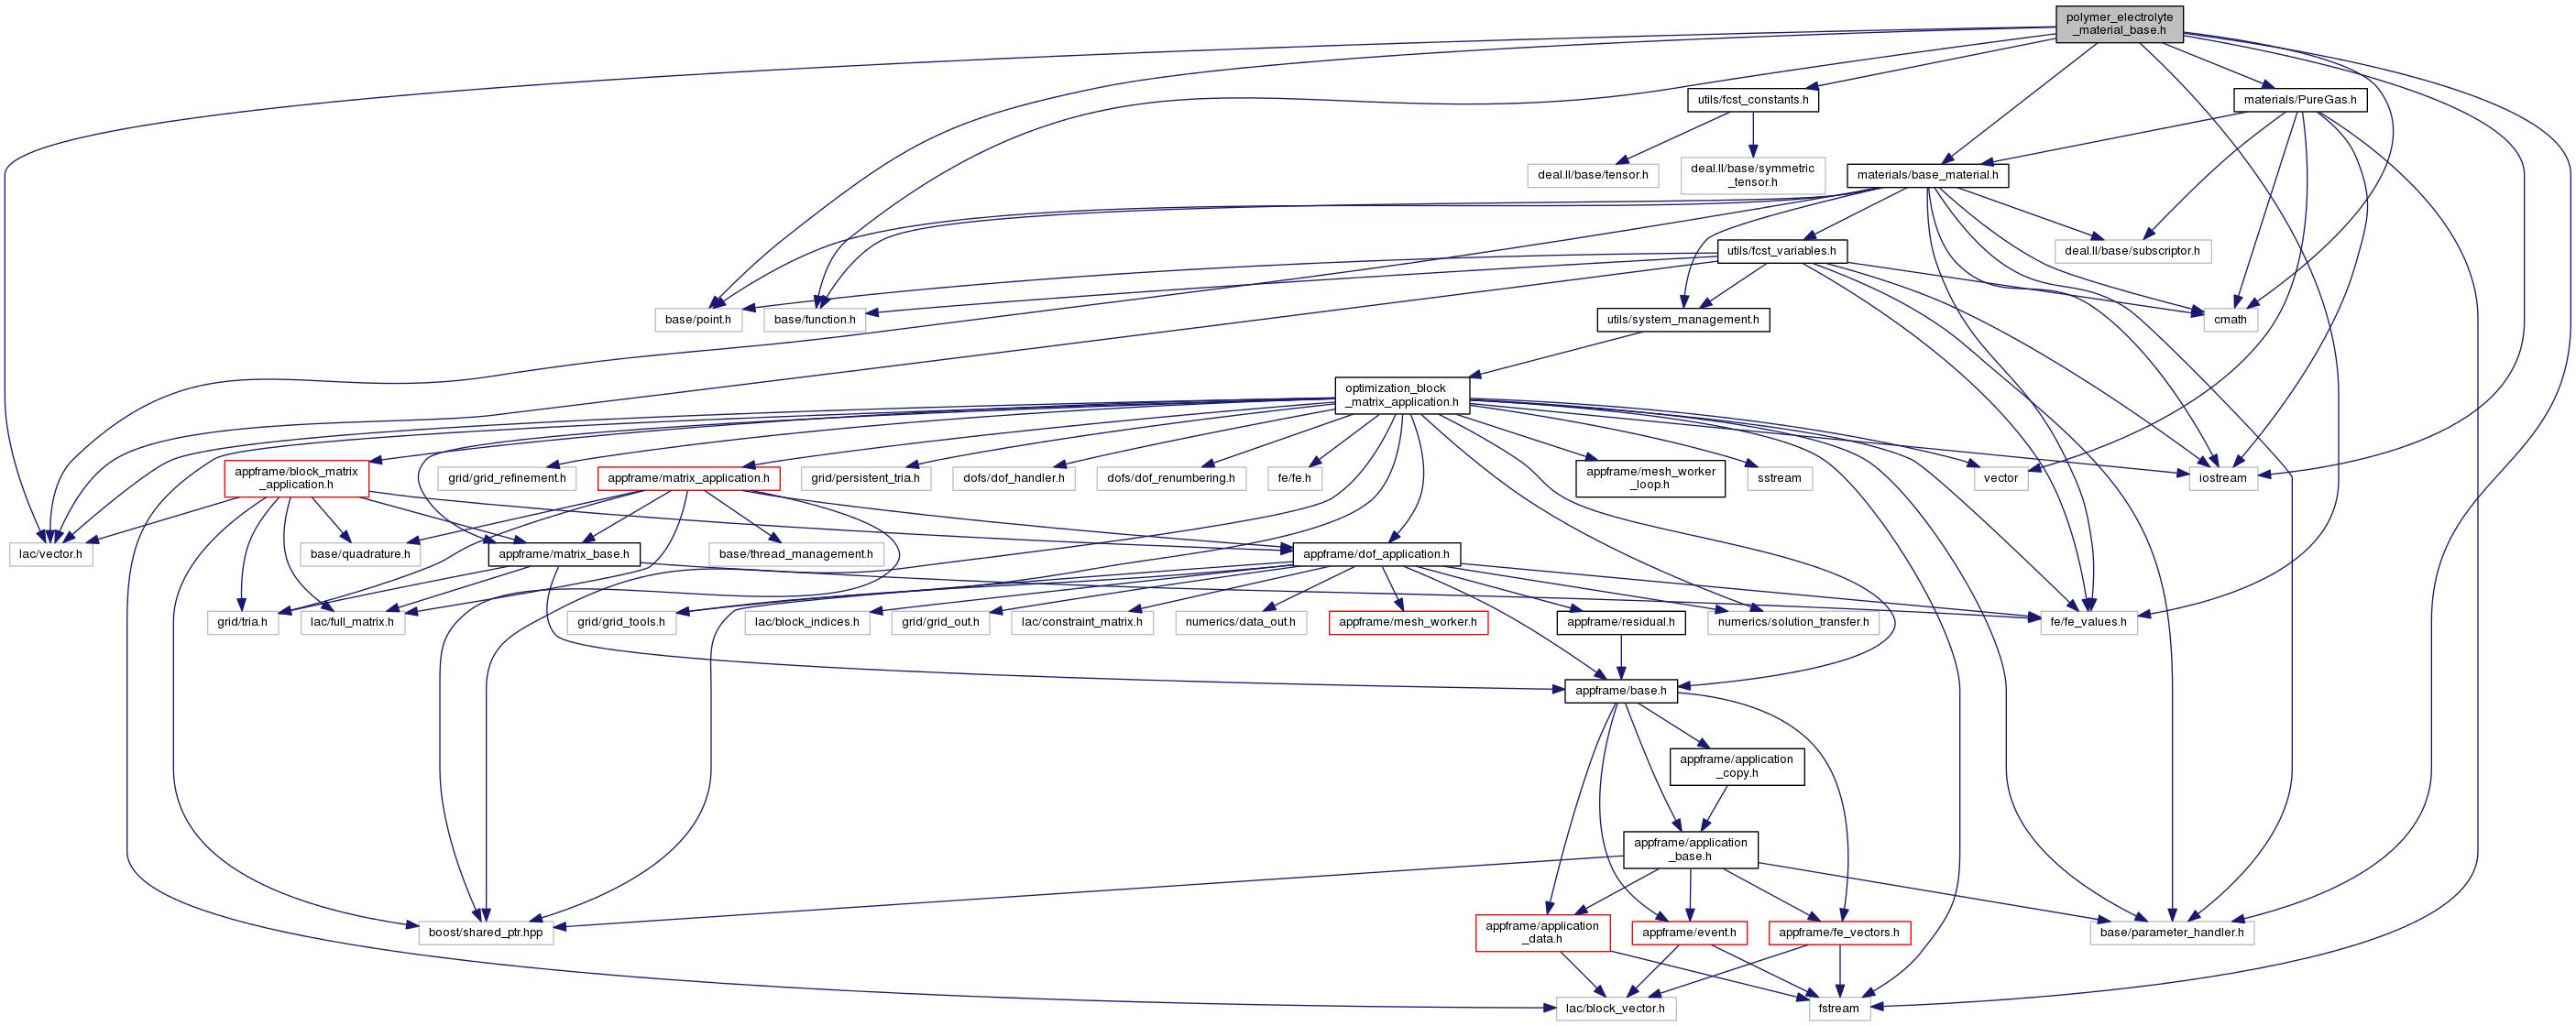 polymer_electrolyte
_material_base.h
utils/fcst_constants.h
materials/PureGas.h
deal.II/base/tensor.h
deal.II/base/symmetric
_tensor.h
materials/base_material.h
utils/fcst_variables.h
deal.II/base/subscriptor.h
base/point.h
base/function.h
utils/system_management.h
cmath
optimization_block
_matrix_application.h
appframe/block_matrix
_application.h
grid/grid_refinement.h
appframe/matrix_application.h
grid/persistent_tria.h
dofs/dof_handler.h
dofs/dof_renumbering.h
fe/fe.h
appframe/mesh_worker
_loop.h
sstream
vector
iostream
lac/vector.h
base/quadrature.h
appframe/matrix_base.h
base/thread_management.h
appframe/dof_application.h
grid/tria.h
lac/full_matrix.h
grid/grid_tools.h
lac/block_indices.h
grid/grid_out.h
lac/constraint_matrix.h
numerics/data_out.h
appframe/mesh_worker.h
appframe/residual.h
numerics/solution_transfer.h
fe/fe_values.h
appframe/base.h
appframe/application
_copy.h
appframe/application
_base.h
boost/shared_ptr.hpp
appframe/application
_data.h
appframe/event.h
appframe/fe_vectors.h
base/parameter_handler.h
lac/block_vector.h
fstream